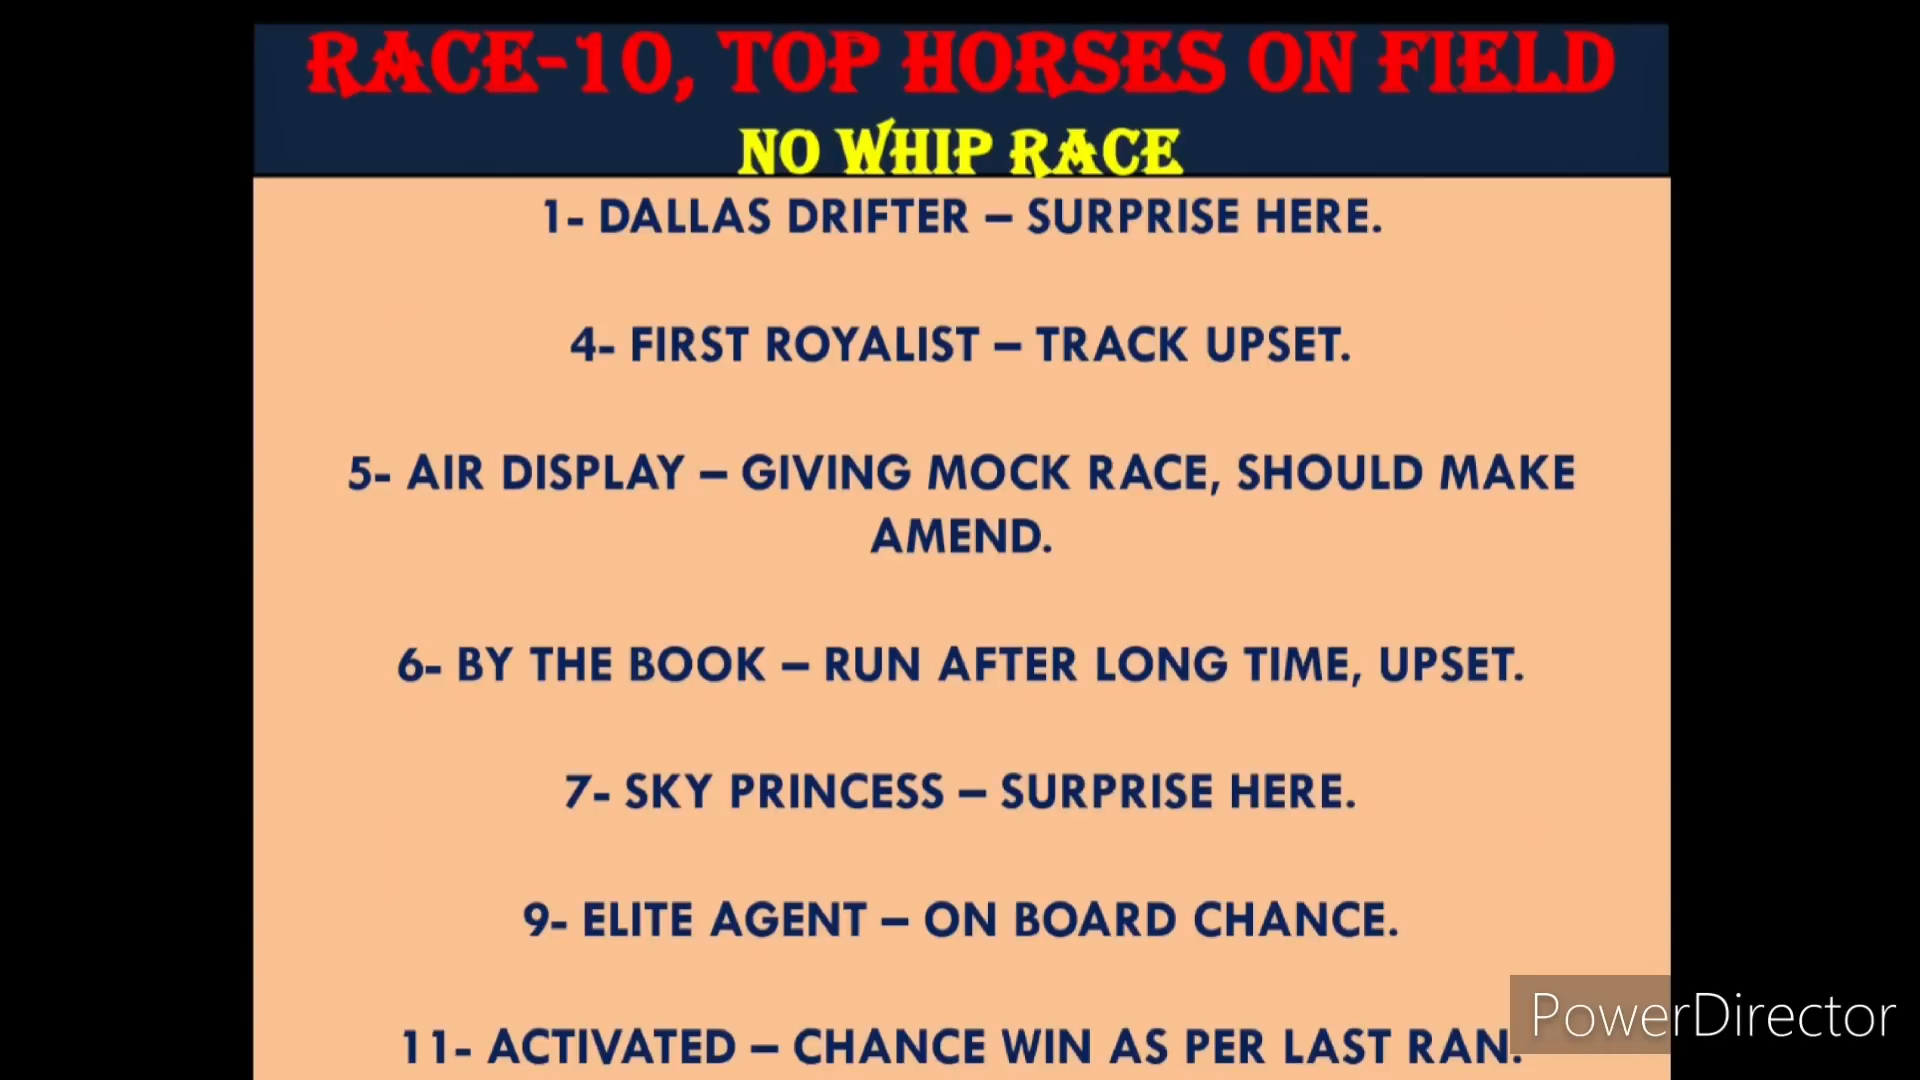 RACE-10, TOP HORSES ON FIELD
NO WHIP RACE
1- DALLAS DRIFTER – SURPRISE HERE.
4- FIRST ROYALIST – TRACK UPSET.
5- AIR DISPLAY – GIVING MOCK RACE, SHOULD MAKE
AMEND.
6- BY THE BOOK – RUN AFTER LONG TIME, UPSET.
7- SKY PRINCESS – SURPRISE HERE.
9- ELITE AGENT – ON BOARD CHANCE.
11- ACTIVATED – CHANCE WIN AS PER LAST RAN.
PowerDirector